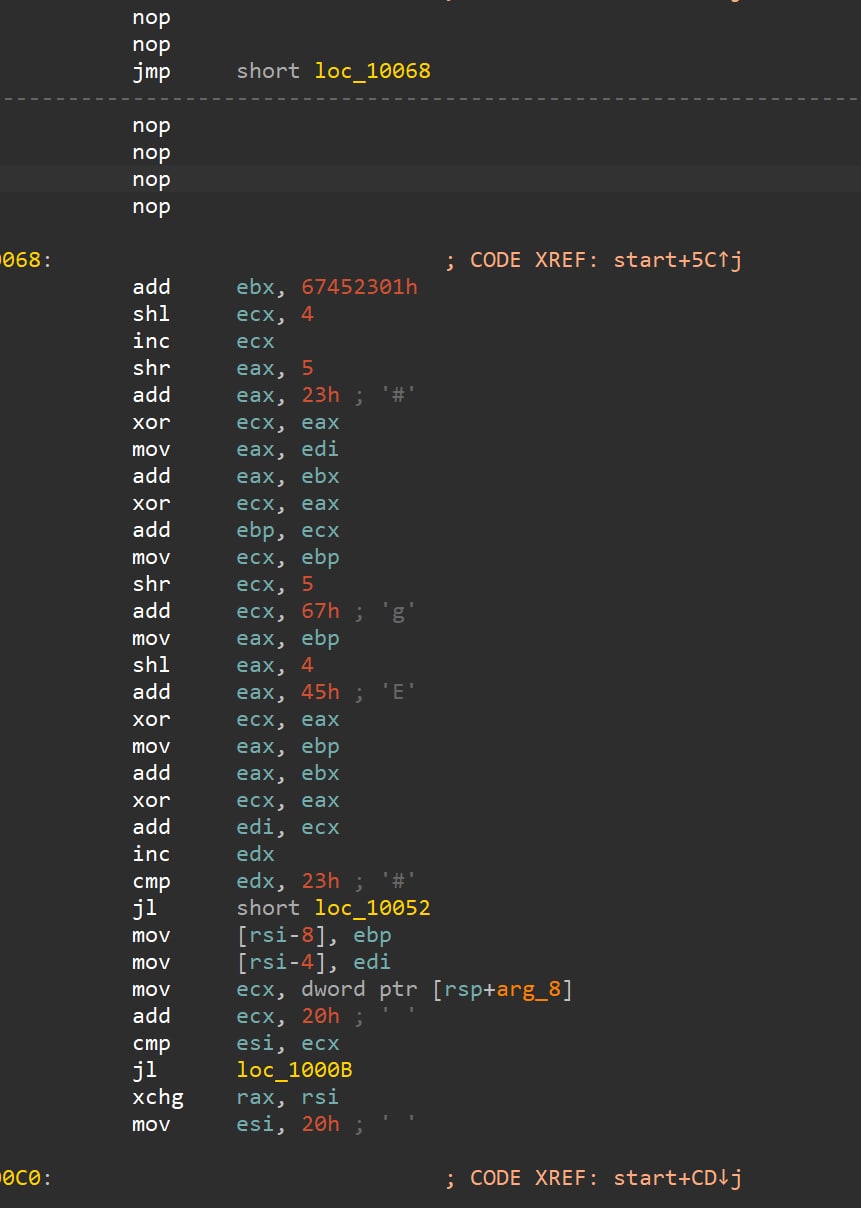 nop
nop
jmp short loc_10068
nop
nop
nop
nop
0068: ; CODE XREF: start+5C↑j
add ebx, 67452301h
shl ecx, 4
inc ecx
shr eax, 5
add eax, 23h ; '#'
xor ecx, eax
mov eax, edi
add eax, ebx
xor ecx, eax
add ebp, ecx
mov ecx, ebp
shr ecx, 5
add ecx, 67h ; 'g'
mov eax, ebp
shl eax, 4
add eax, 45h ; 'E'
xor ecx, eax
mov eax, ebp
add eax, ebx
xor ecx, eax
add edi, ecx
inc edx
cmp edx, 23h ; '#'
jl short loc_10052
mov [rsi-8], ebp
mov [rsi-4], edi
mov ecx, dword ptr [rsp+arg_8]
add ecx, 20h ; ' '
cmp esi, ecx
jl loc_1000B
xchg rax, rsi
mov esi, 20h ; ' '
00C0: ; CODE XREF: start+CD↓j